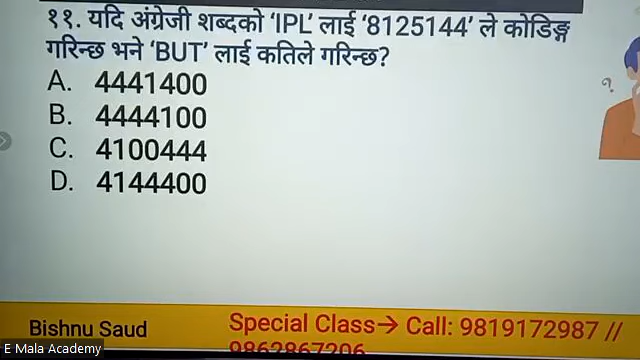 ११. यदि अंग्रेजी शब्दको ‘IPL’ लाई ‘8125144’ ले कोडिङ्ग
गरिन्छ भने ‘BUT’ लाई कतिले गरिन्छ?
A. 4441400
B. 4444100
C. 4100444
D. 4144400
?
Bishnu Saud
Special Class→ Call: 9819172987 //
9862867206
E Mala Academy